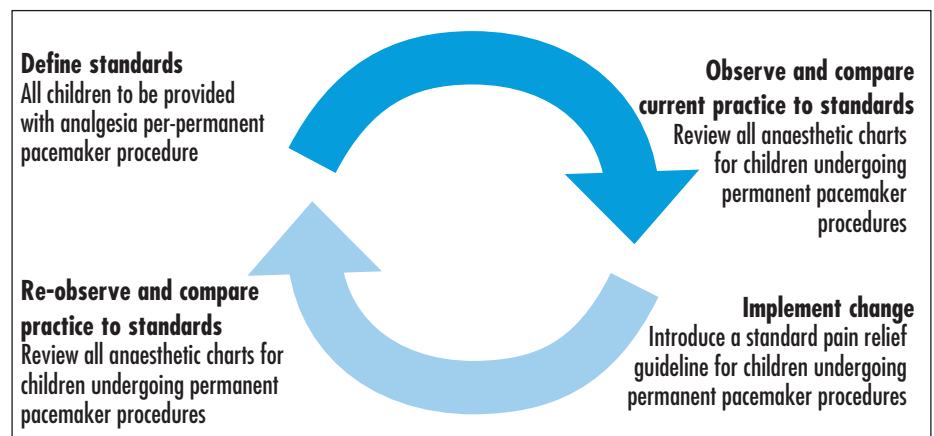 Define standards
All children to be provided
with analgesia per-permanent
pacemaker procedure
Observe and compare
current practice to standards
Review all anaesthetic charts
for children undergoing
permanent pacemaker
procedures
Implement change
Introduce a standard pain relief
guideline for children undergoing
permanent pacemaker procedures
Re-observe and compare
practice to standards
Review all anaesthetic charts for
children undergoing permanent
pacemaker procedures